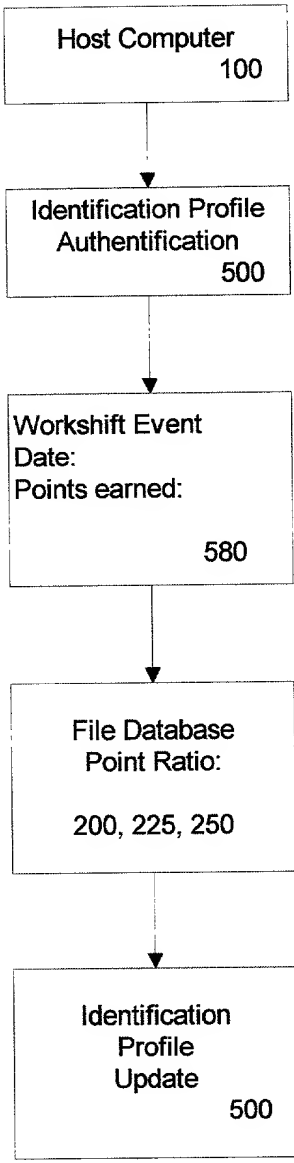 Host Computer
100
Identification Profile
Authentification
500
Workshift Event
Date:
Points earned:
580
File Database
Point Ratio:
200, 225, 250
Identification
Profile
Update
500